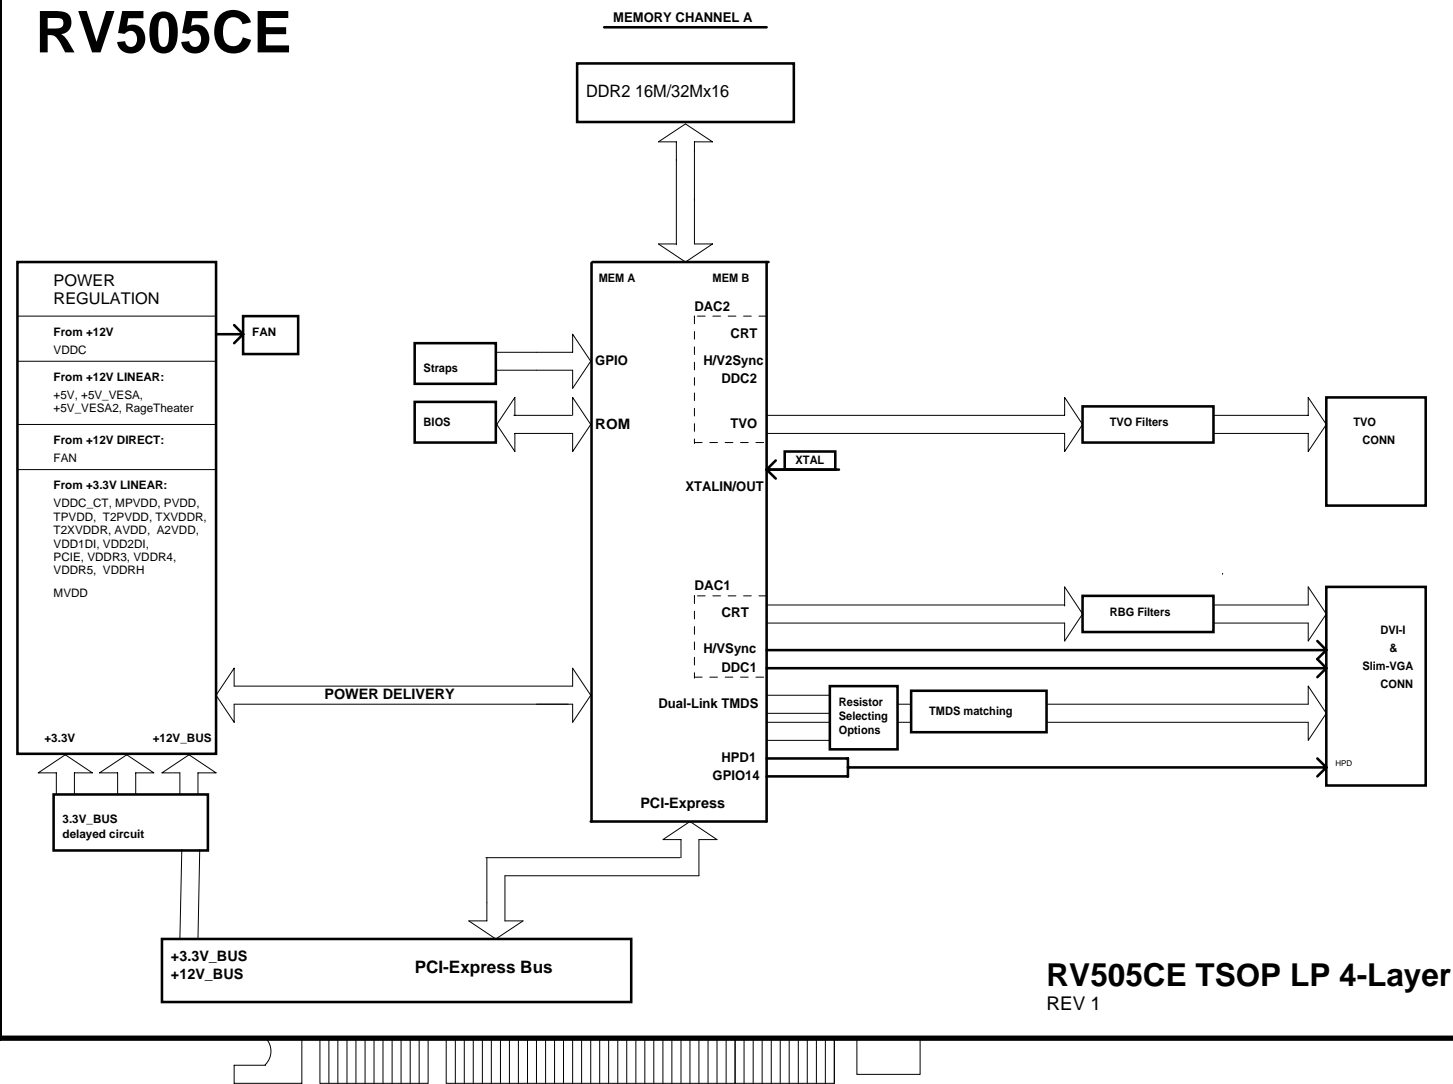 RV505CE
MEMORY CHANNEL A
DDR2 16M/32Mx16
POWER
REGULATION
From +12V
VDDC
From +12V LINEAR:
+5V, +5V_VESA,
+5V_VESA2, RageTheater
From +12V DIRECT:
FAN
From +3.3V LINEAR:
VDDC_CT, MPVDD, PVDD,
TPVDD, T2PVDD, TXVDDR,
T2XVDDR, AVDD, A2VDD,
VDD1DI, VDD2DI,
PCIE, VDDR3, VDDR4,
VDDR5, VDDRH
MVDD
+3.3V
+12V_BUS
FAN
3.3V_BUS
delayed circuit
POWER DELIVERY
Straps
BIOS
MEM A
MEM B
GPIO
ROM
DAC2
CRT
H/V2Sync
DDC2
TVO
XTAL
XTALIN/OUT
DAC1
CRT
H/VSync
DDC1
Dual-Link TMDS
HPD1
GPIO14
PCI-Express
TVO Filters
TVO
CONN
RBG Filters
Resistor
Selecting
Options
TMDS matching
DVI-I
&
Slim-VGA
CONN
HPD
+3.3V_BUS
+12V_BUS
PCI-Express Bus
RV505CE TSOP LP 4-Layer
REV 1